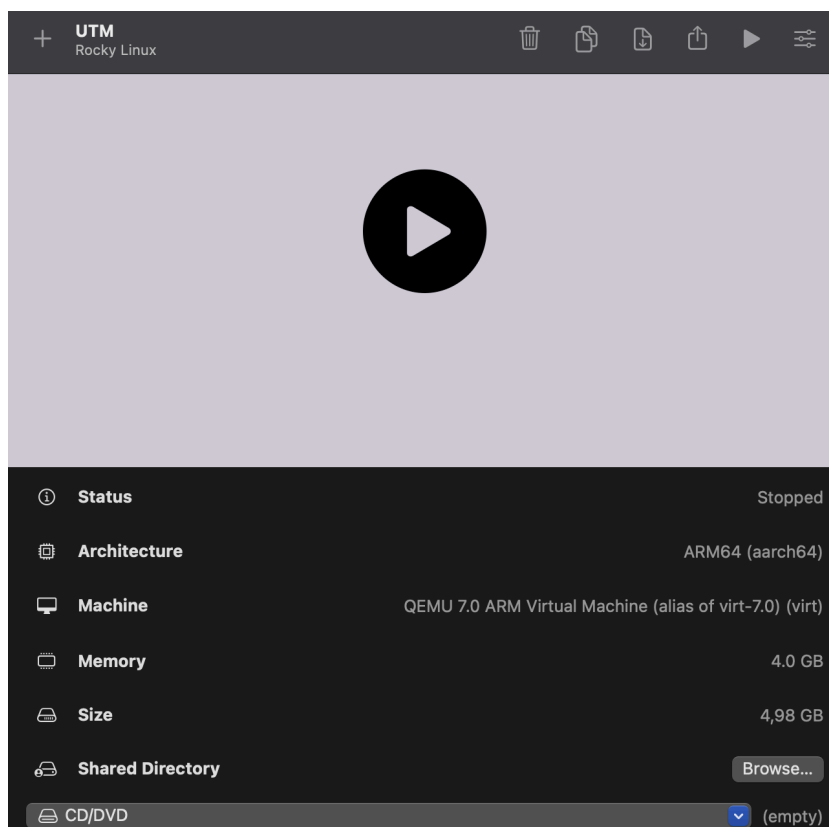 UTM
Rocky Linux
Status Stopped
Architecture ARM64 (aarch64)
Machine QEMU 7.0 ARM Virtual Machine (alias of virt-7.0) (virt)
Memory 4.0 GB
Size 4,98 GB
Shared Directory Browse...
CD/DVD (empty)